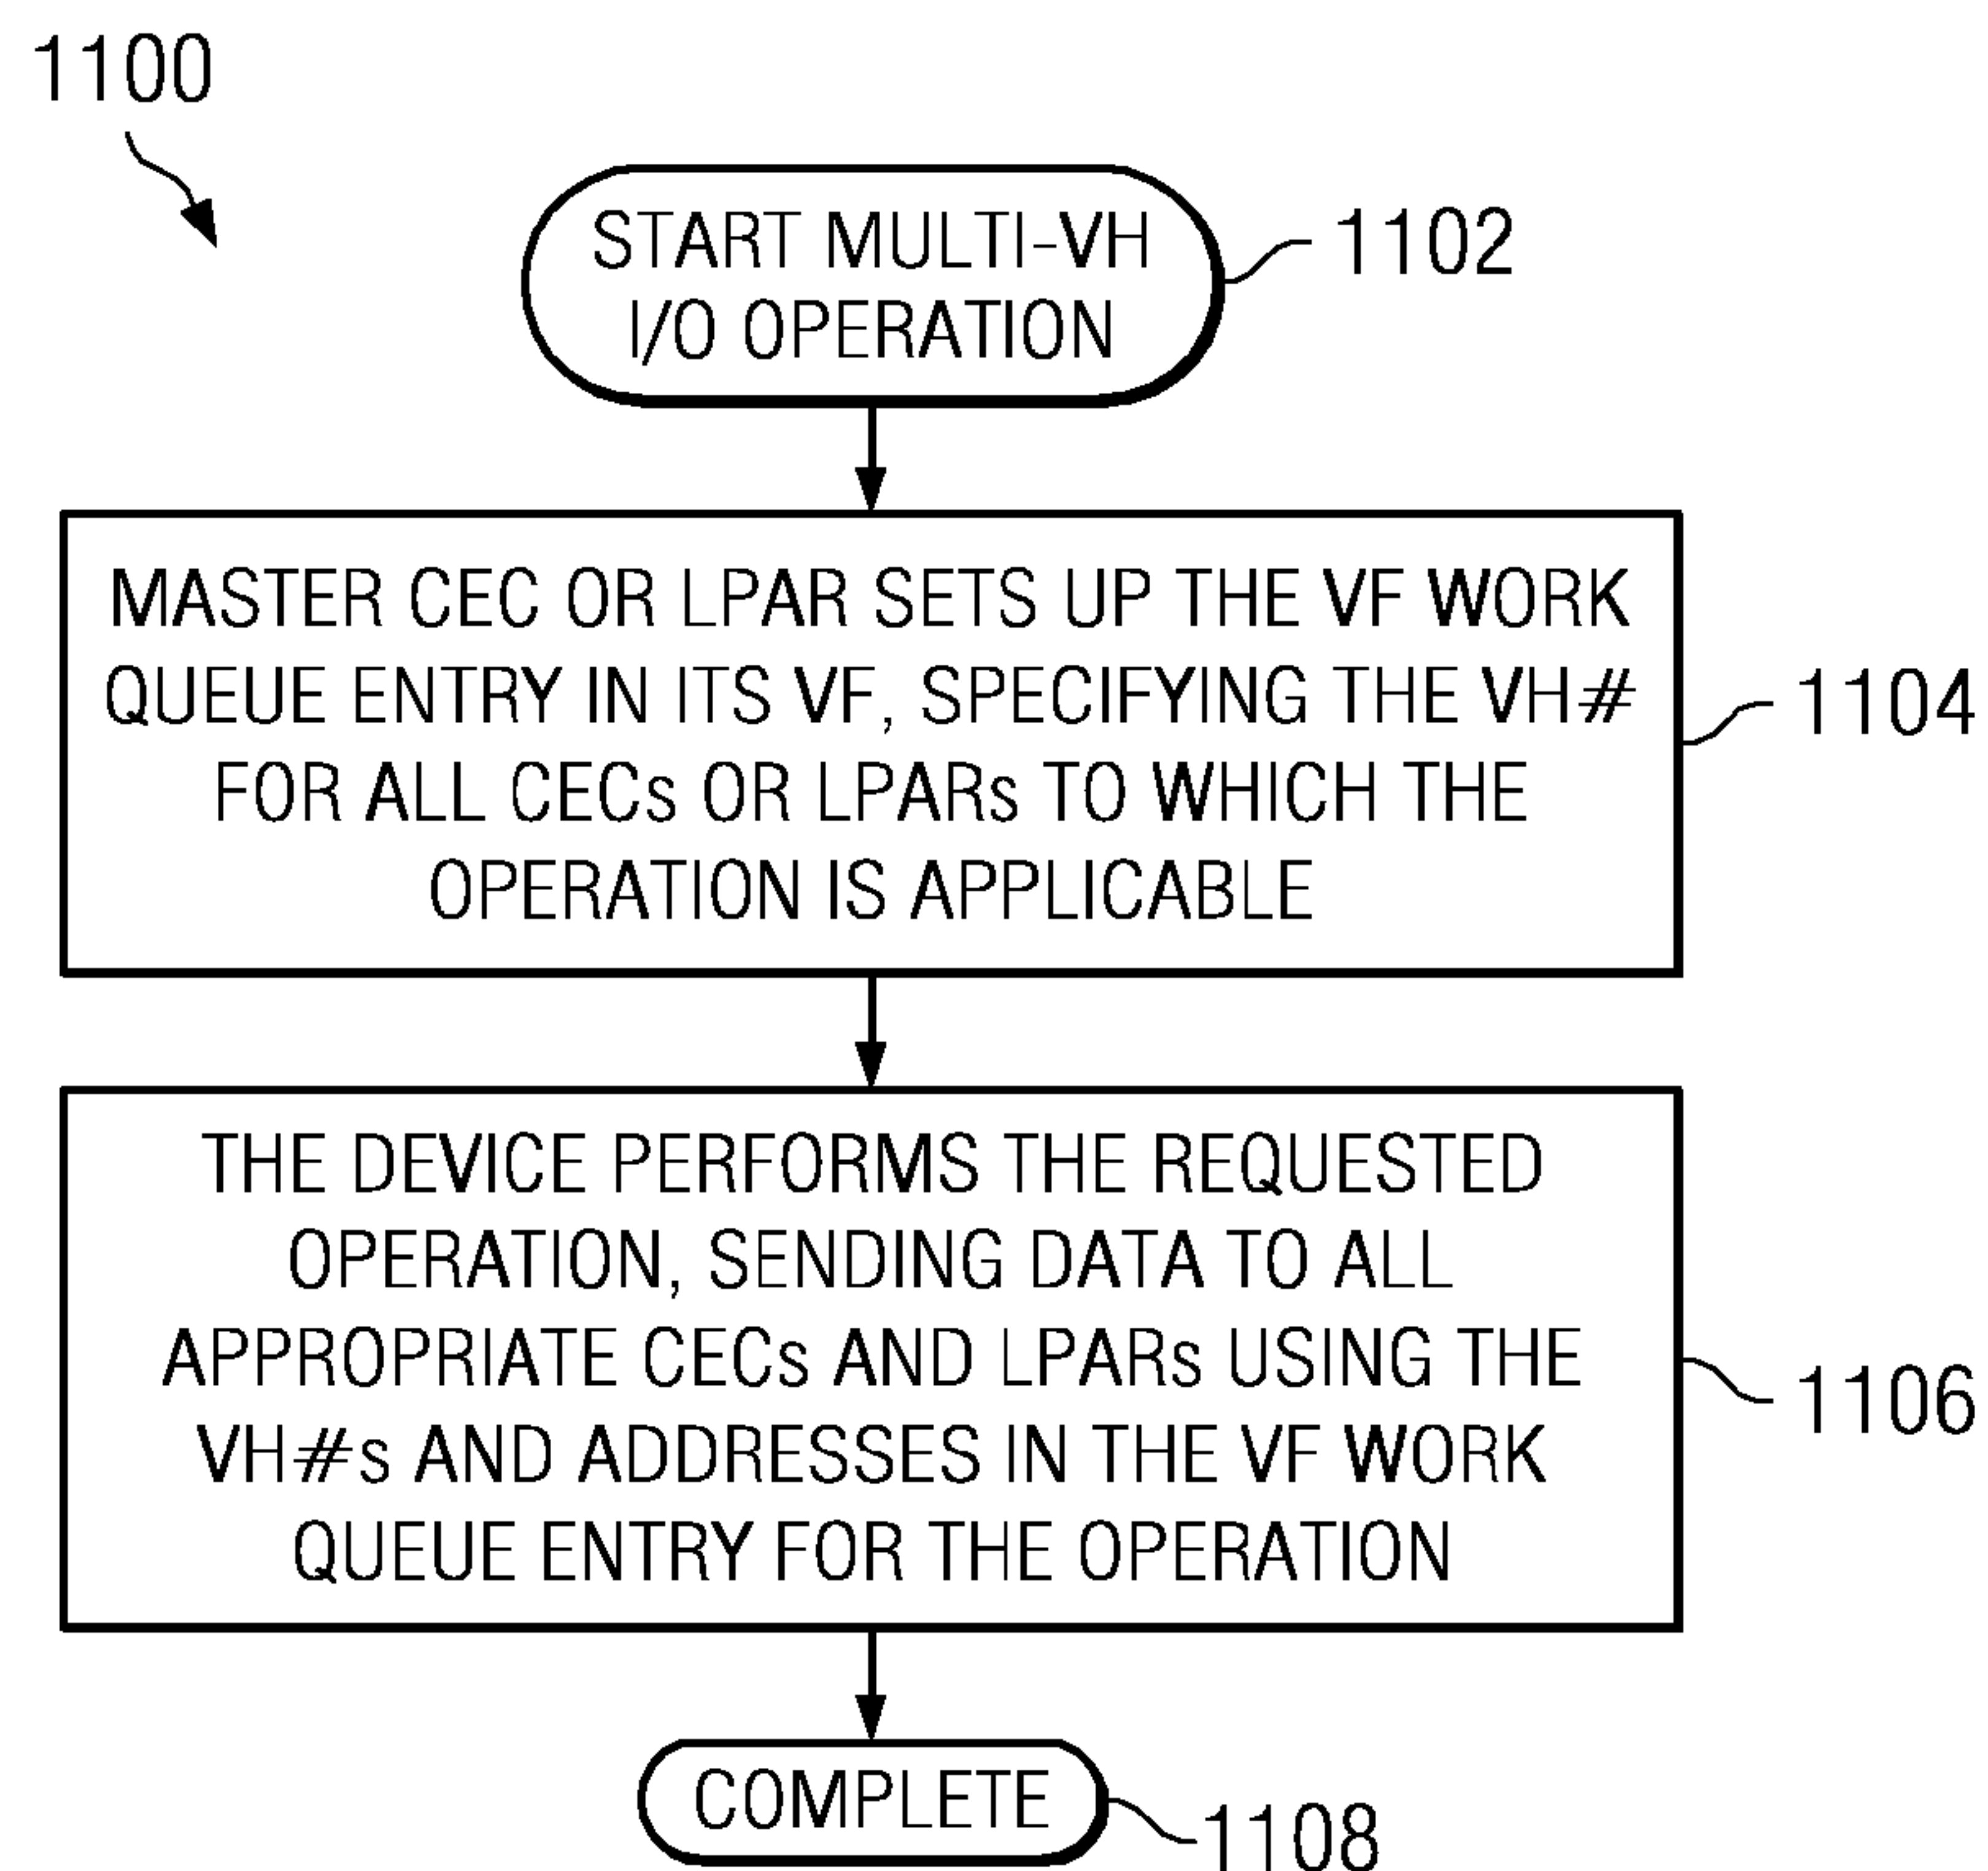 1100
START MULTI-VH
I/O OPERATION
1102
MASTER CEC OR LPAR SETS UP THE VF WORK
QUEUE ENTRY IN ITS VF, SPECIFYING THE VH#
FOR ALL CECs OR LPARs TO WHICH THE
OPERATION IS APPLICABLE
1104
THE DEVICE PERFORMS THE REQUESTED
OPERATION, SENDING DATA TO ALL
APPROPRIATE CECs AND LPARs USING THE
VH#s AND ADDRESSES IN THE VF WORK
QUEUE ENTRY FOR THE OPERATION
1106
COMPLETE
1108